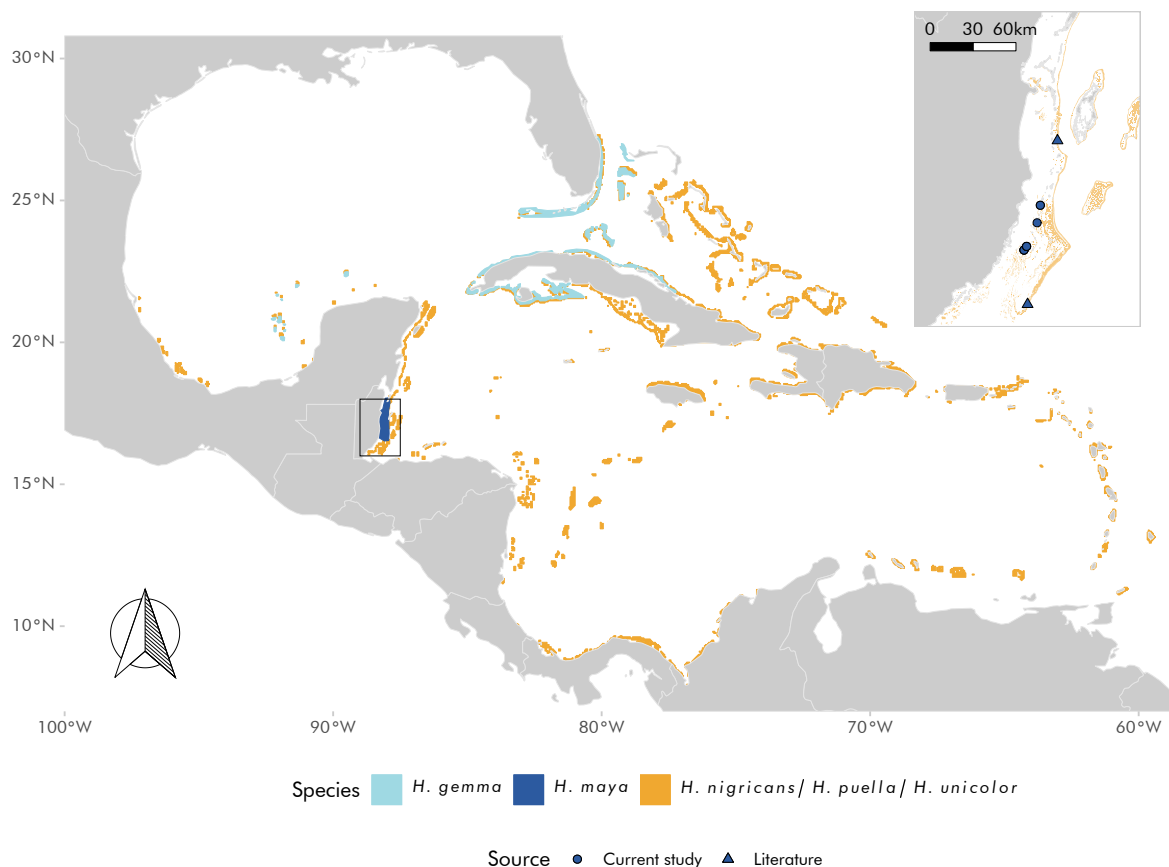 0 30 60km
30°N
25°N
20°N
15°N
10°N
100°W 90°W 80°W 70°W 60°W
Species H. gemma H. maya H. nigricans/ H. puella/ H. unicolor
Source Current study Literature